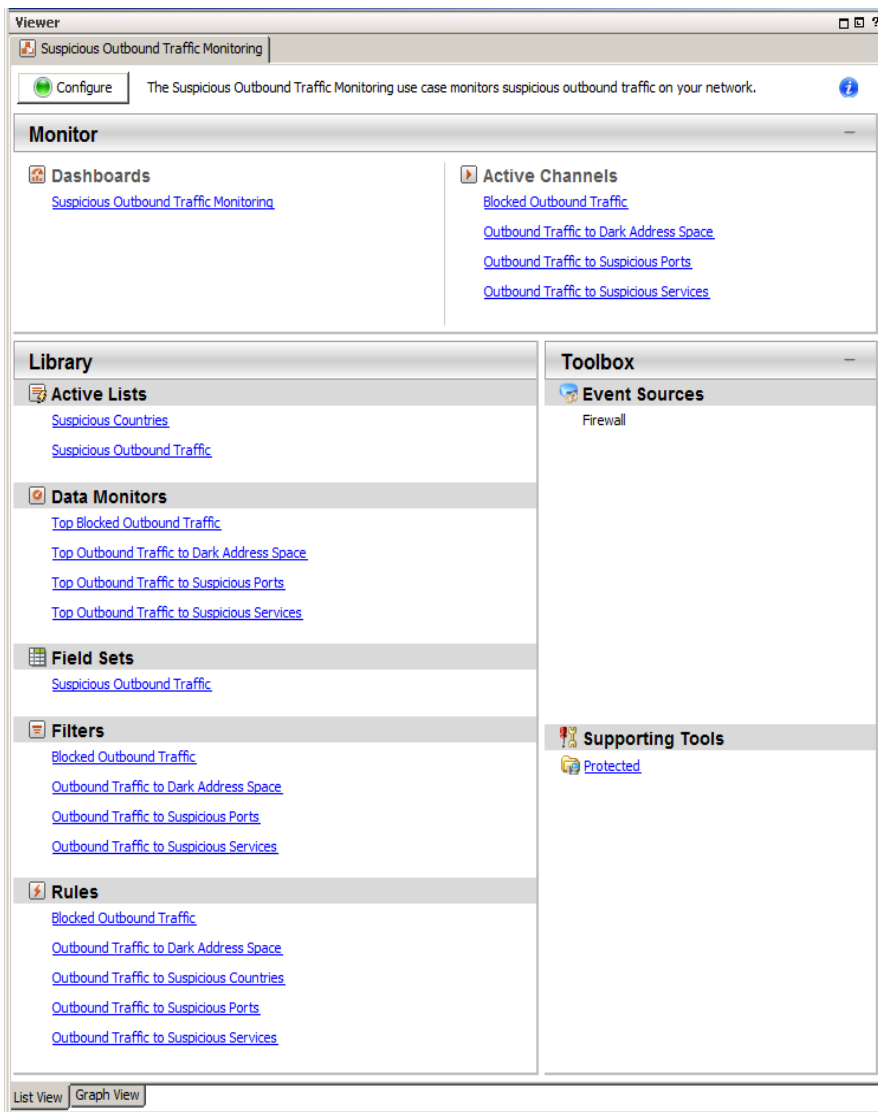 Viewer
Suspicious Outbound Traffic Monitoring
Configure
The Suspicious Outbound Traffic Monitoring use case monitors suspicious outbound traffic on your network.
Monitor
Dashboards
Suspicious Outbound Traffic Monitoring
Active Channels
Blocked Outbound Traffic
Outbound Traffic to Dark Address Space
Outbound Traffic to Suspicious Ports
Outbound Traffic to Suspicious Services
Library
Active Lists
Suspicious Countries
Suspicious Outbound Traffic
Data Monitors
Top Blocked Outbound Traffic
Top Outbound Traffic to Dark Address Space
Top Outbound Traffic to Suspicious Ports
Top Outbound Traffic to Suspicious Services
Field Sets
Suspicious Outbound Traffic
Filters
Blocked Outbound Traffic
Outbound Traffic to Dark Address Space
Outbound Traffic to Suspicious Ports
Outbound Traffic to Suspicious Services
Rules
Blocked Outbound Traffic
Outbound Traffic to Dark Address Space
Outbound Traffic to Suspicious Countries
Outbound Traffic to Suspicious Ports
Outbound Traffic to Suspicious Services
Toolbox
Event Sources
Firewall
Supporting Tools
Protected
List View
Graph View